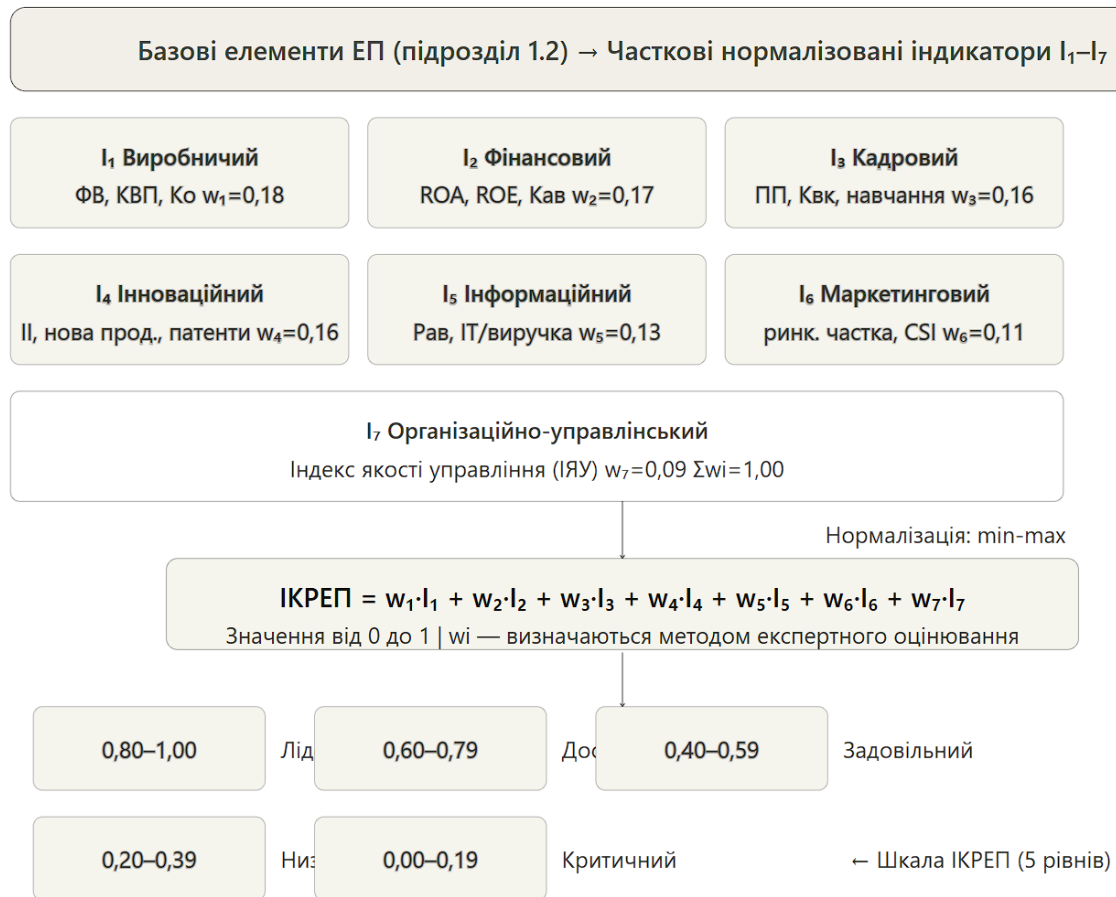 Базові елементи ЕП (підрозділ 1.2) → Часткові нормалізовані індикатори I₁–I₇
I₁ Виробничий
ФВ, КВП, Ко w₁=0,18
I₂ Фінансовий
ROA, ROE, Кав w₂=0,17
I₃ Кадровий
ПП, Квк, навчання w₃=0,16
I₄ Інноваційний
ІІ, нова прод., патенти w₄=0,16
I₅ Інформаційний
Рав, ІТ/виручка w₅=0,13
I₆ Маркетинговий
ринк. частка, CSI w₆=0,11
I₇ Організаційно-управлінський
Індекс якості управління (ІЯУ) w₇=0,09 Σwi=1,00
Нормалізація: min-max
ІКРЕП = w₁·I₁ + w₂·I₂ + w₃·I₃ + w₄·I₄ + w₅·I₅ + w₆·I₆ + w₇·I₇
Значення від 0 до 1 | wi — визначаються методом експертного оцінювання
0,80–1,00
Лід
0,60–0,79
Дос
0,40–0,59
Задовільний
0,20–0,39
Низ
0,00–0,19
Критичний
← Шкала ІКРЕП (5 рівнів)